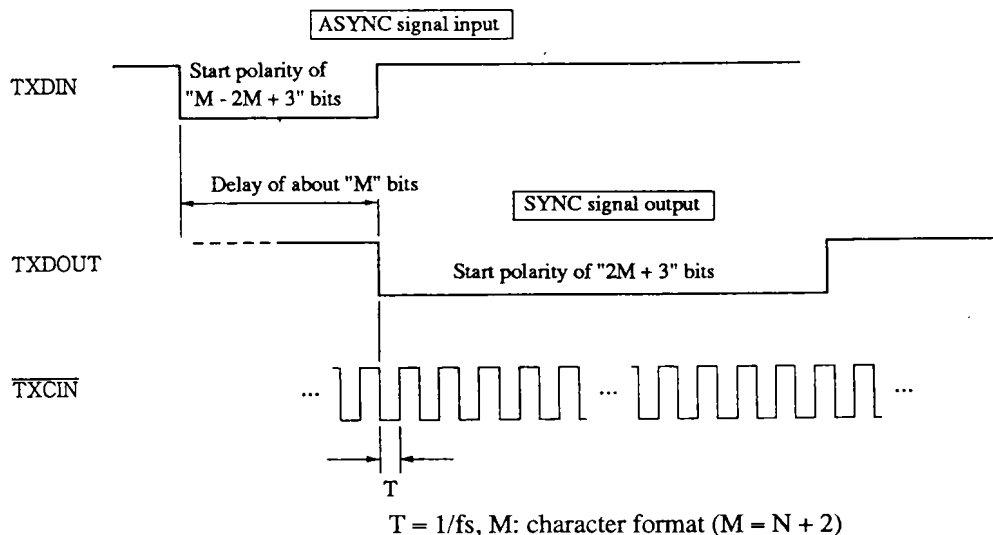 ASYNC signal input
TXDIN
Start polarity of
"M - 2M + 3" bits
Delay of about "M" bits
SYNC signal output
TXDOUT
Start polarity of "2M + 3" bits
TXCIN
...
...
...
T
T = 1/fs, M: character format (M = N + 2)